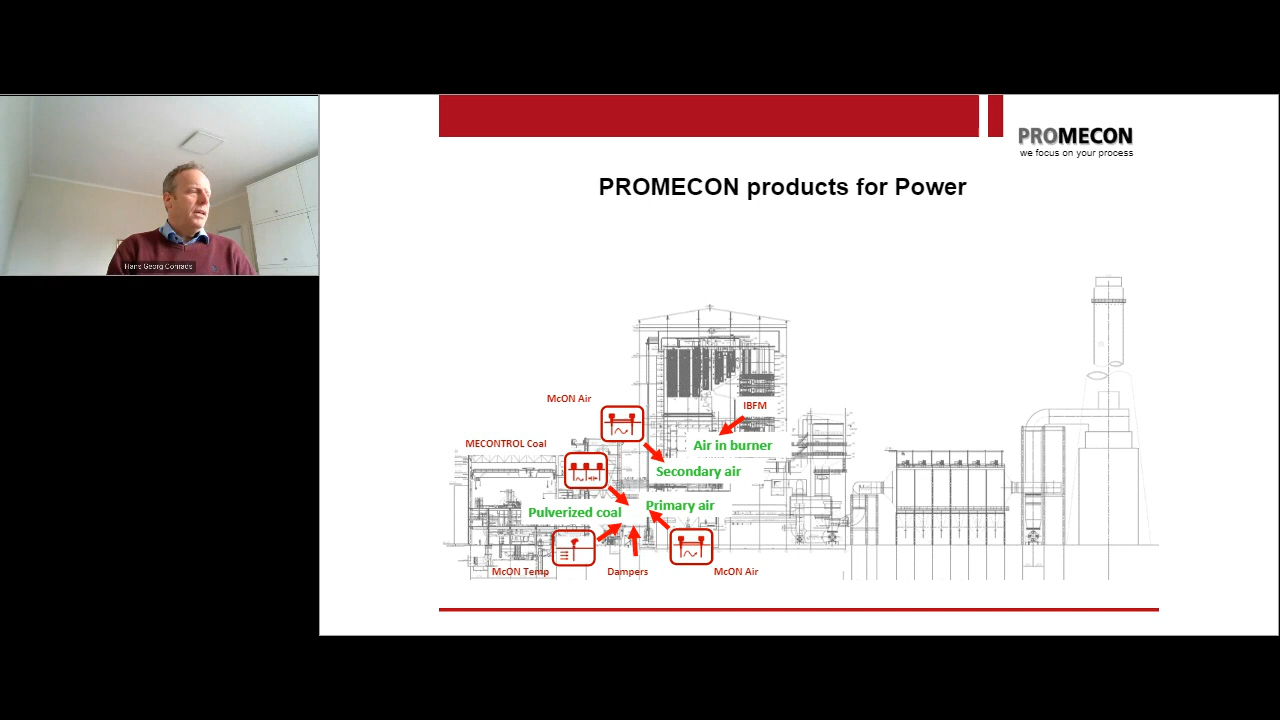 PROMECON
we focus on your process
PROMECON products for Power
McON Air
IBFM
MECONTROL Coal
Air in burner
Secondary air
Primary air
Pulverized coal
McON Temp
Dampers
McON Air
Hans Georg Conrads